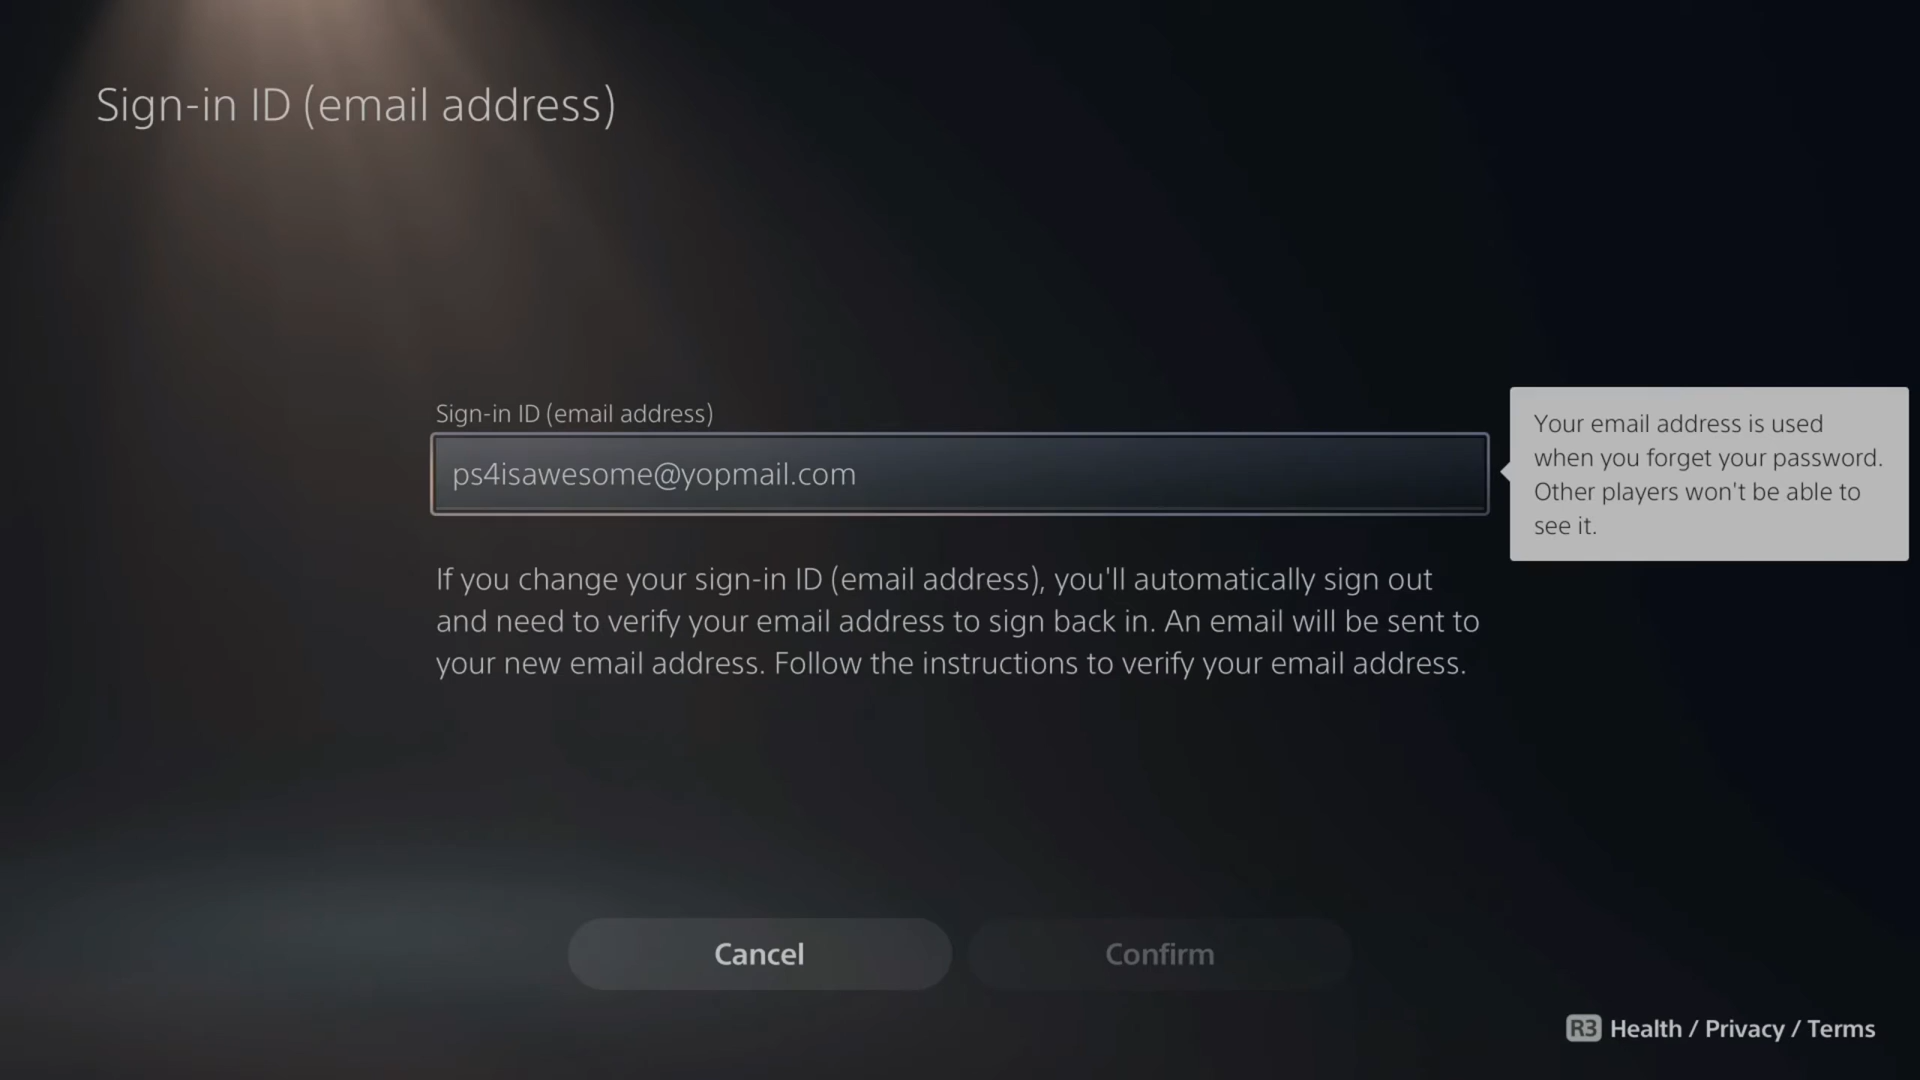 Sign-in ID (email address)
Sign-in ID (email address)
ps4isawesome@yopmail.com
Your email address is used
when you forget your password.
Other players won't be able to
see it.
If you change your sign-in ID (email address), you'll automatically sign out
and need to verify your email address to sign back in. An email will be sent to
your new email address. Follow the instructions to verify your email address.
Cancel
Confirm
R3 Health / Privacy / Terms